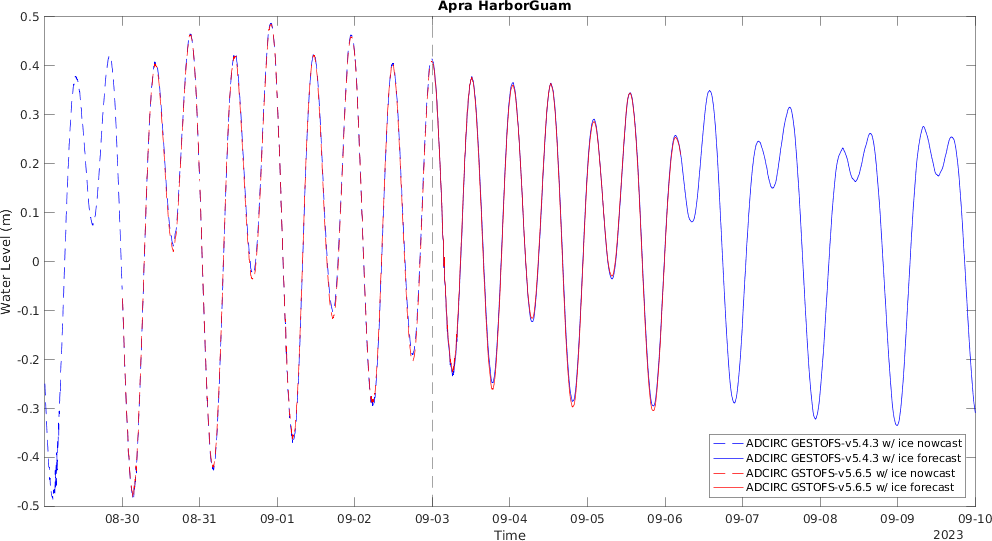 Apra HarborGuam
0.5
0.4
0.3
0.2
0.1
0
-0.1
-0.2
-0.3
-0.4
-0.5
Water Level (m)
ADCIRC GESTOFS-v5.4.3 w/ ice nowcast
ADCIRC GESTOFS-v5.4.3 w/ ice forecast
ADCIRC GSTOFS-v5.6.5 w/ ice nowcast
ADCIRC GSTOFS-v5.6.5 w/ ice forecast
08-30 08-31 09-01 09-02 09-03 09-04 09-05 09-06 09-07 09-08 09-09 09-10
Time
2023